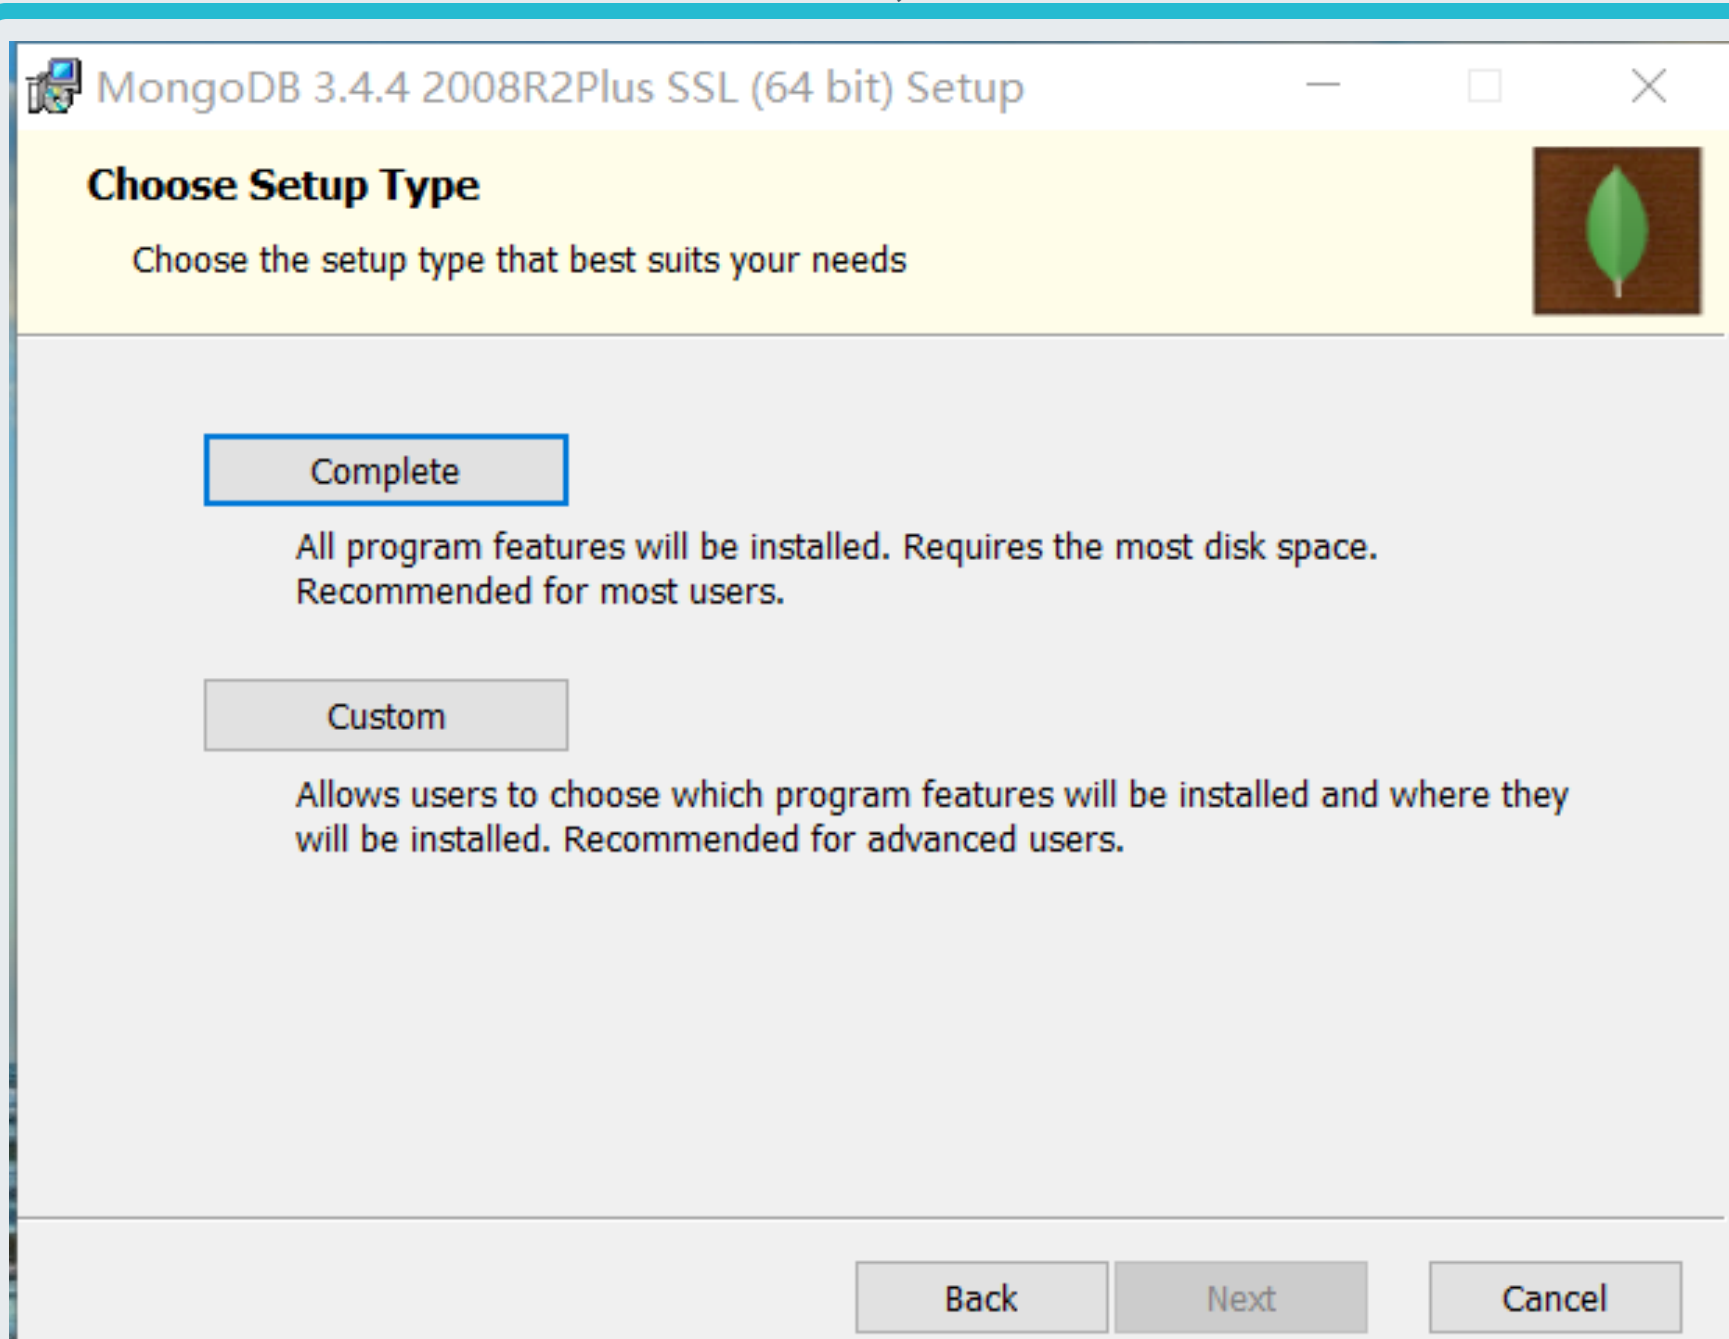 MongoDB 3.4.4 2008R2Plus SSL (64 bit) Setup
Choose Setup Type
Choose the setup type that best suits your needs
Complete
All program features will be installed. Requires the most disk space.
Recommended for most users.
Custom
Allows users to choose which program features will be installed and where they
will be installed. Recommended for advanced users.
Back
Next
Cancel